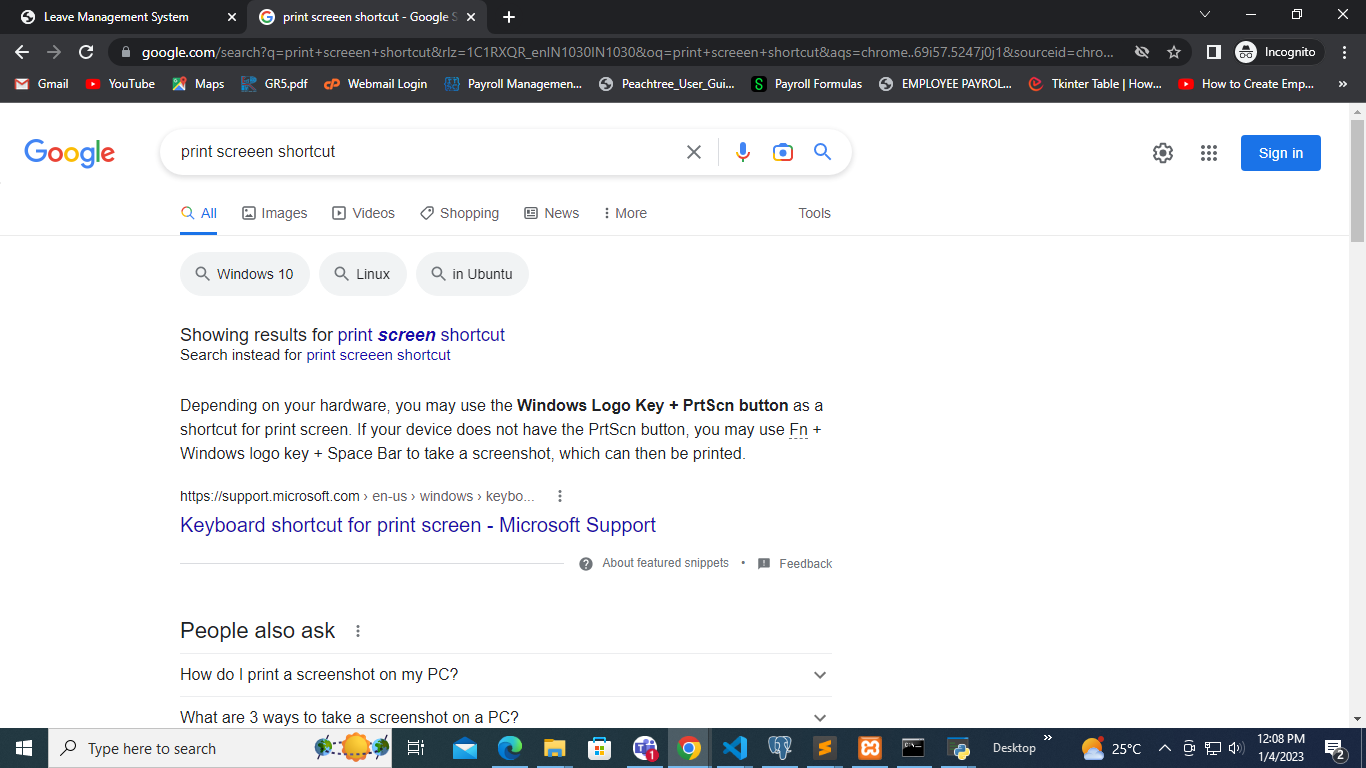 Leave Management System
print screeen shortcut - Google S
google.com/search?q=print+screeen+shortcut&rlz=1C1RXQR_enIN1030IN1030&oq=print+screeen+shortcut&aqs=chrome..69i57.5247j0j1&sourceid=chro...
Incognito
Gmail
YouTube
Maps
GR5.pdf
Webmail Login
Payroll Managemen...
Peachtree_User_Gui...
Payroll Formulas
EMPLOYEE PAYROL...
Tkinter Table | How...
How to Create Emp...
»
Google
print screeen shortcut
Sign in
All
Images
Videos
Shopping
News
More
Tools
Windows 10
Linux
in Ubuntu
Showing results for print screen shortcut
Search instead for print screeen shortcut
Depending on your hardware, you may use the Windows Logo Key + PrtScn button as a
shortcut for print screen. If your device does not have the PrtScn button, you may use Fn +
Windows logo key + Space Bar to take a screenshot, which can then be printed.
https://support.microsoft.com › en-us › windows › keybo...
Keyboard shortcut for print screen - Microsoft Support
About featured snippets • Feedback
People also ask
How do I print a screenshot on my PC?
What are 3 ways to take a screenshot on a PC?
Type here to search
1
Desktop »
25°C
12:08 PM
1/4/2023
2